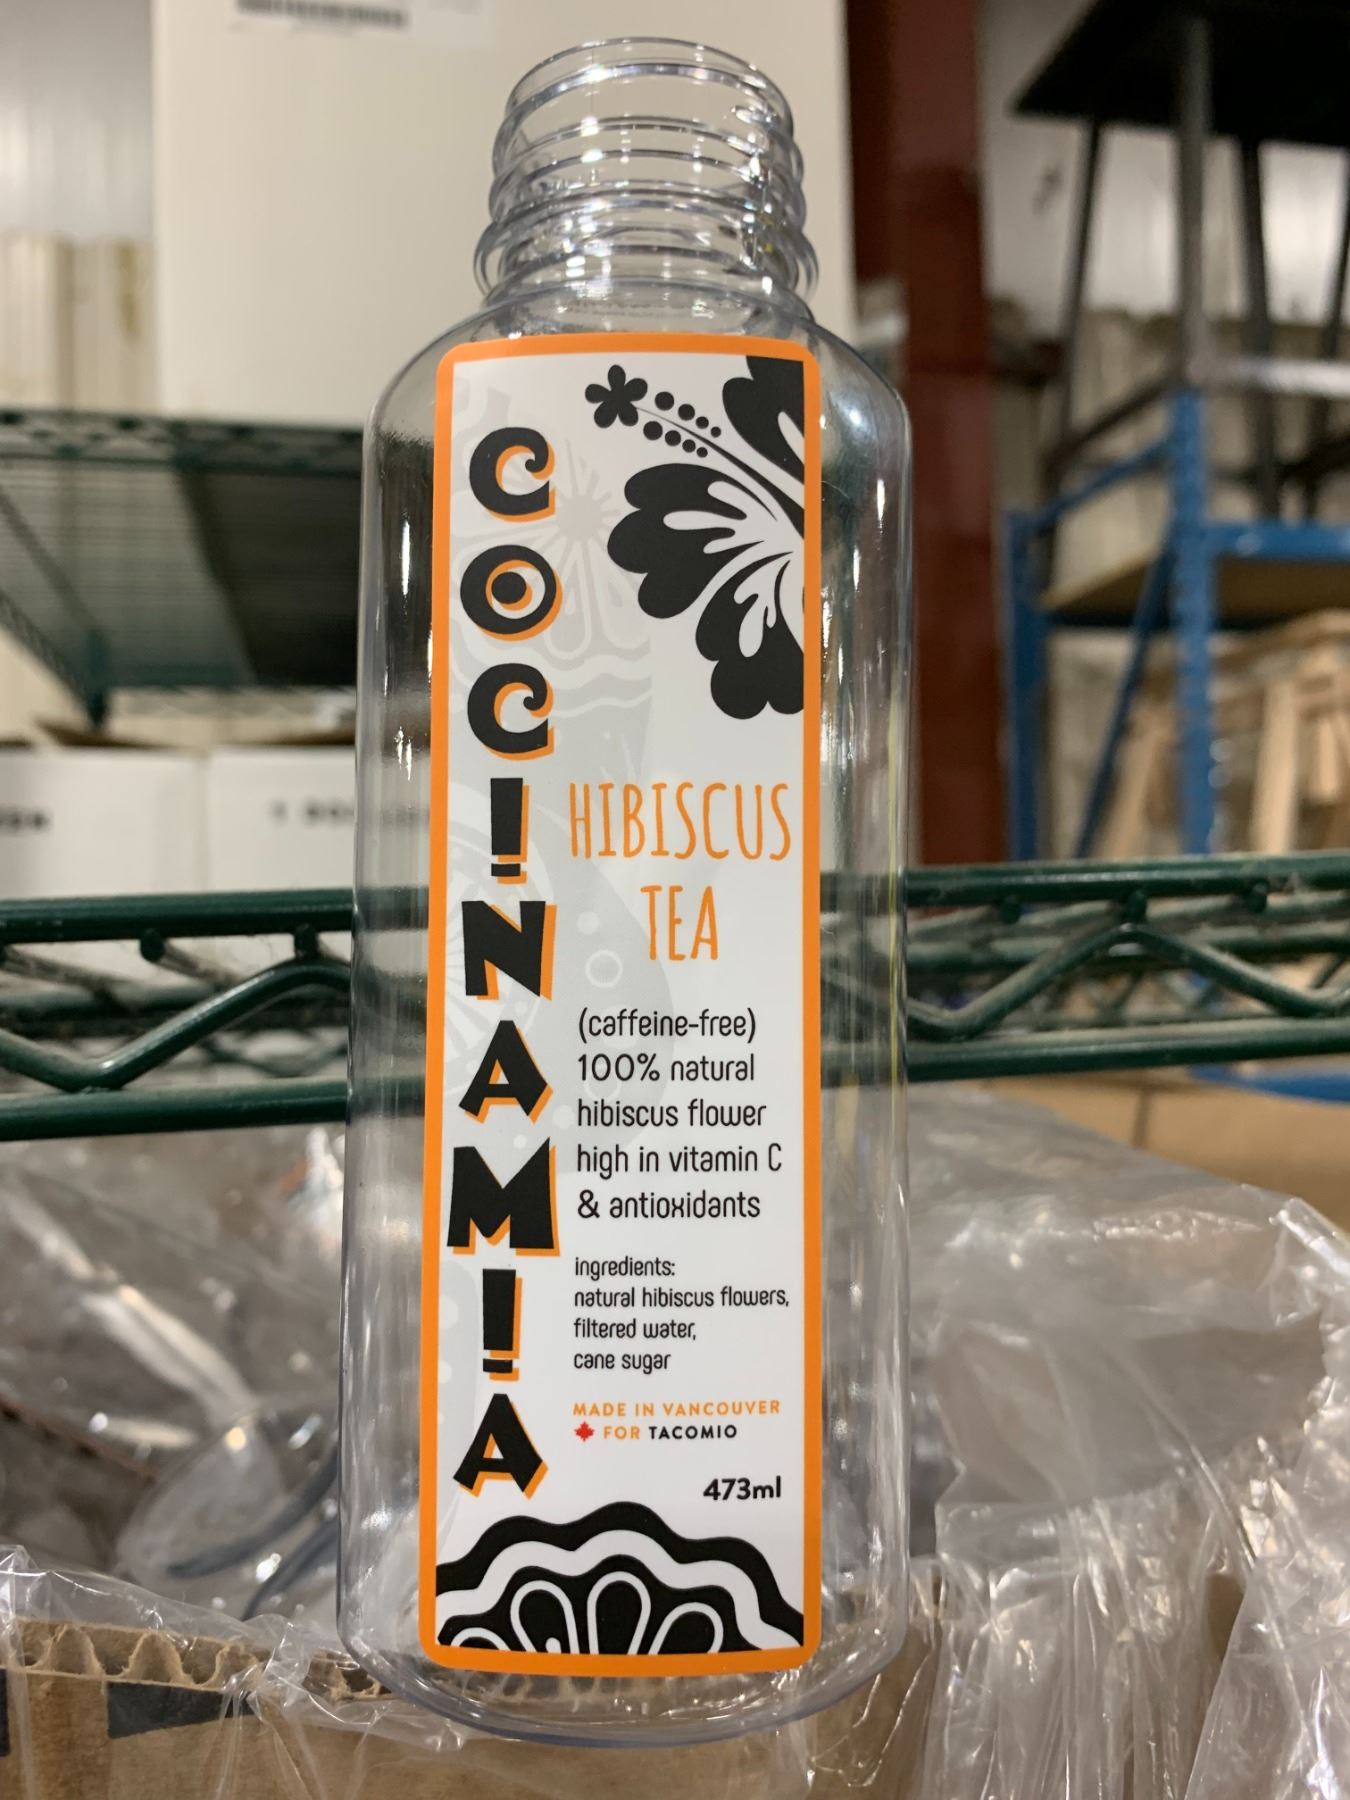 COCINAMIA
HIBISCUS
TEA
(caffeine-free)
100% natural
hibiscus flower
high in vitamin C
& antioxidants
ingredients:
natural hibiscus flowers,
filtered water,
cane sugar
MADE IN VANCOUVER
FOR TACOMIO
473ml